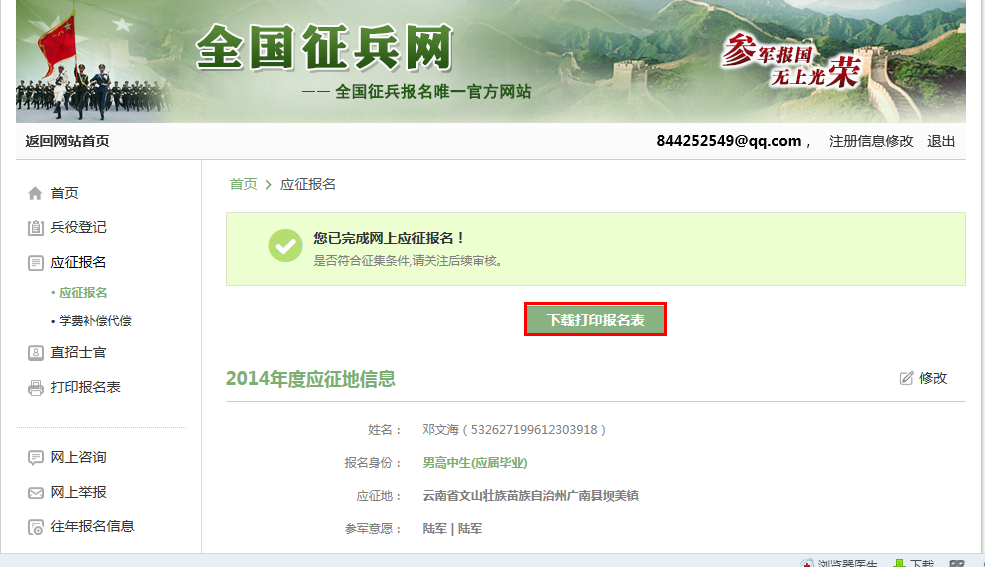 全国征兵网
—— 全国征兵报名唯一官方网站
参军报国
无上光荣
返回网站首页
844252549@qq.com , 注册信息修改 退出
首页
兵役登记
应征报名
• 应征报名
• 学费补偿代偿
直招士官
打印报名表
网上咨询
网上举报
往年报名信息
首页 > 应征报名
您已完成网上应征报名！
是否符合征集条件,请关注后续审核。
下载打印报名表
2014年度应征地信息 修改
姓名： 邓文海（532627199612303918）
报名身份： 男高中生(应届毕业)
应征地： 云南省文山壮族苗族自治州广南县坝美镇
参军意愿： 陆军 | 陆军
浏览器医生 下载